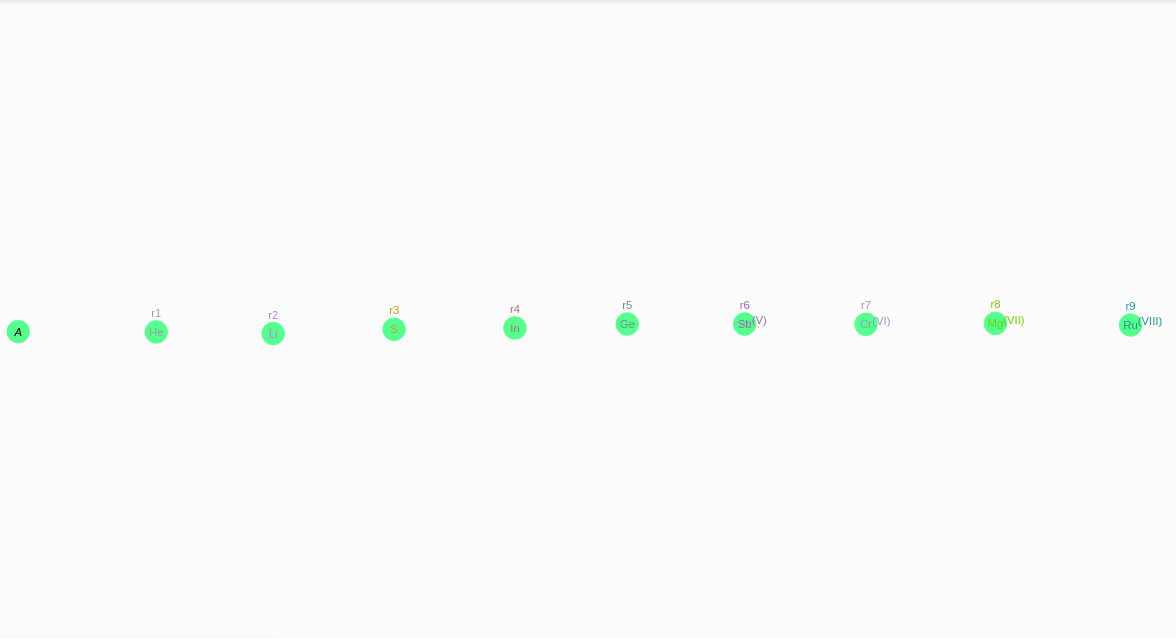 r1
r2
r3
r4
r5
r6
r7
r8
r9
A
He
Li
S
In
Ge
Sb(V)
Cr(VI)
Mg(VII)
Ru(VIII)